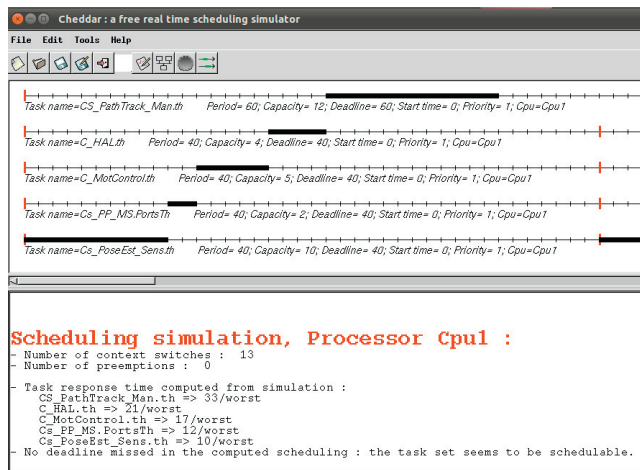 Cheddar : a free real time scheduling simulator
File Edit Tools Help
Task name=CS_PathTrack_Man.th Period= 60; Capacity= 12; Deadline= 60; Start time= 0; Priority= 1; Cpu=Cpu1
Task name=C_HAL.th Period= 40; Capacity= 4; Deadline= 40; Start time= 0; Priority= 1; Cpu=Cpu1
Task name=C_MotControl.th Period= 40; Capacity= 5; Deadline= 40; Start time= 0; Priority= 1; Cpu=Cpu1
Task name=Cs_PP_MS.PortsTh Period= 40; Capacity= 2; Deadline= 40; Start time= 0; Priority= 1; Cpu=Cpu1
Task name=Cs_PoseEst_Sens.th Period= 40; Capacity= 10; Deadline= 40; Start time= 0; Priority= 1; Cpu=Cpu1
Scheduling simulation, Processor Cpu1 :
- Number of context switches : 13
- Number of preemptions : 0
- Task response time computed from simulation :
CS_PathTrack_Man.th => 33/worst
C_HAL.th => 21/worst
C_MotControl.th => 17/worst
Cs_PP_MS.PortsTh => 12/worst
Cs_PoseEst_Sens.th => 10/worst
- No deadline missed in the computed scheduling : the task set seems to be schedulable.